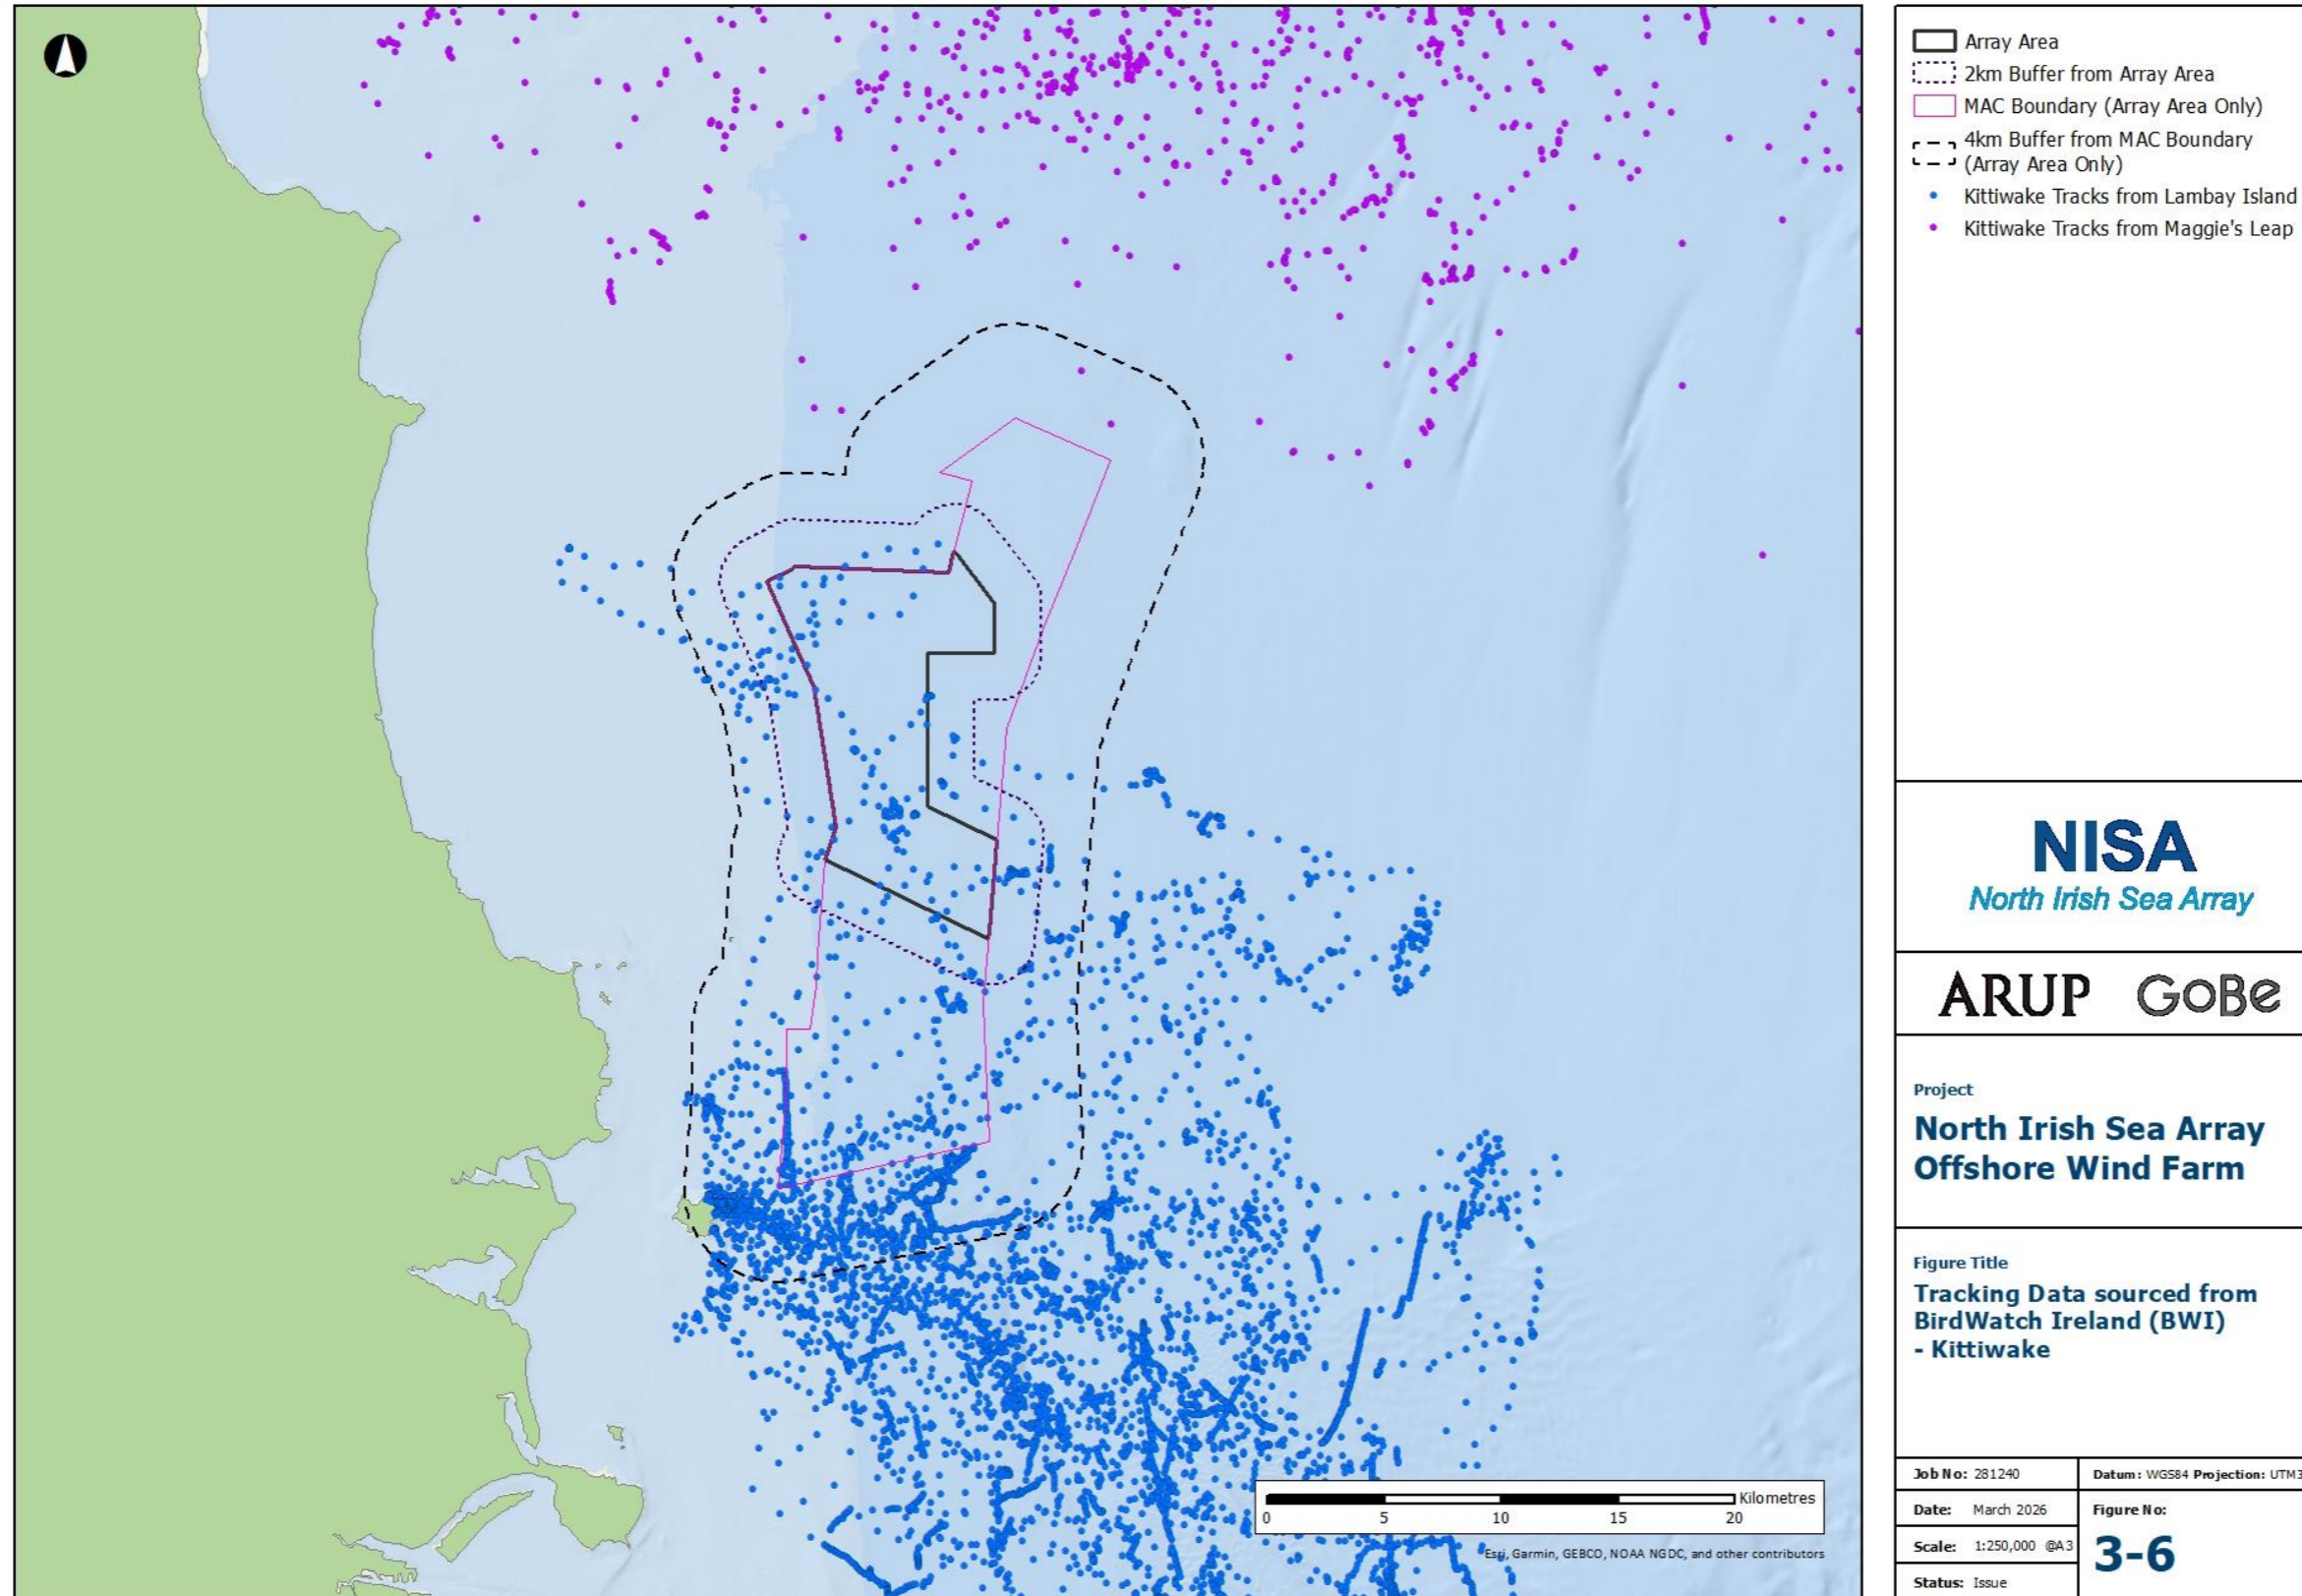 Array Area
2km Buffer from Array Area
MAC Boundary (Array Area Only)
4km Buffer from MAC Boundary
(Array Area Only)
Kittiwake Tracks from Lambay Island
Kittiwake Tracks from Maggie's Leap
NISA
North Irish Sea Array
ARUP GoBe
Project
North Irish Sea Array
Offshore Wind Farm
Figure Title
Tracking Data sourced from
BirdWatch Ireland (BWI)
- Kittiwake
Job No: 281240
Datum: WGS84 Projection: UTM3
Date: March 2026
Figure No:
3-6
Scale: 1:250,000 @A3
Status: Issue
Kilometres
0 5 10 15 20
Esri, Garmin, GEBCO, NOAA NGDC, and other contributors